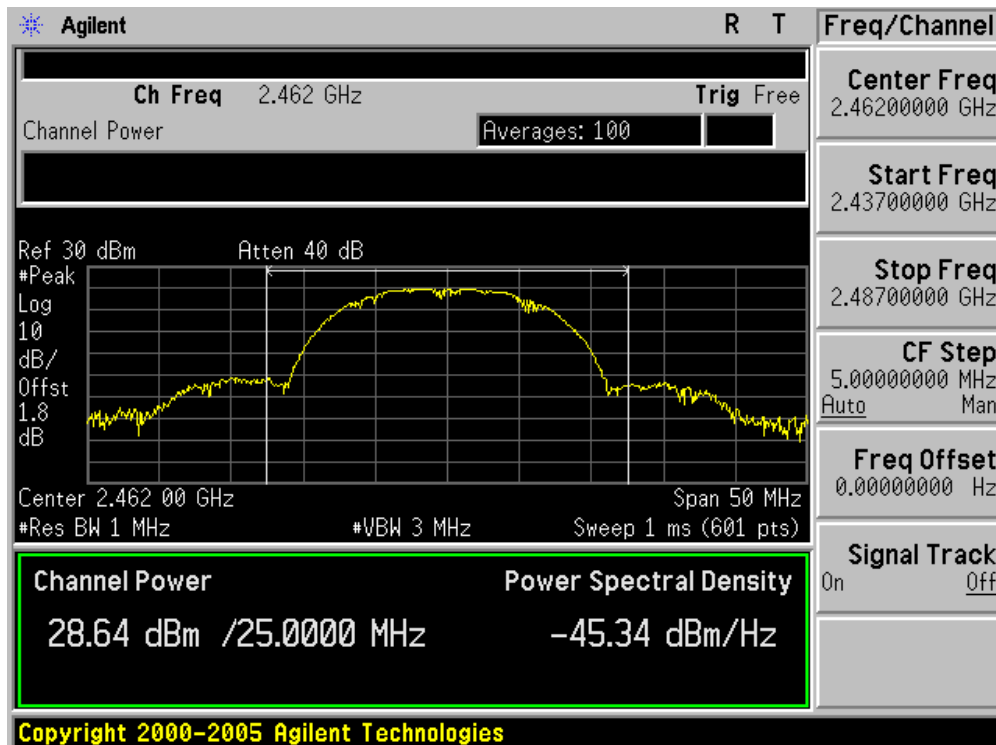 Agilent R T Freq/Channel
Ch Freq 2.462 GHz Trig Free
Channel Power Averages: 100
Ref 30 dBm Atten 40 dB
#Peak
Log
10
dB/
Offst
1.8
dB
Center 2.462 00 GHz Span 50 MHz
#Res BW 1 MHz #VBW 3 MHz Sweep 1 ms (601 pts)
Channel Power Power Spectral Density
28.64 dBm /25.0000 MHz -45.34 dBm/Hz
Center Freq
2.46200000 GHz
Start Freq
2.43700000 GHz
Stop Freq
2.48700000 GHz
CF Step
5.00000000 MHz
Auto Man
Freq Offset
0.00000000 Hz
Signal Track
On Off
Copyright 2000-2005 Agilent Technologies